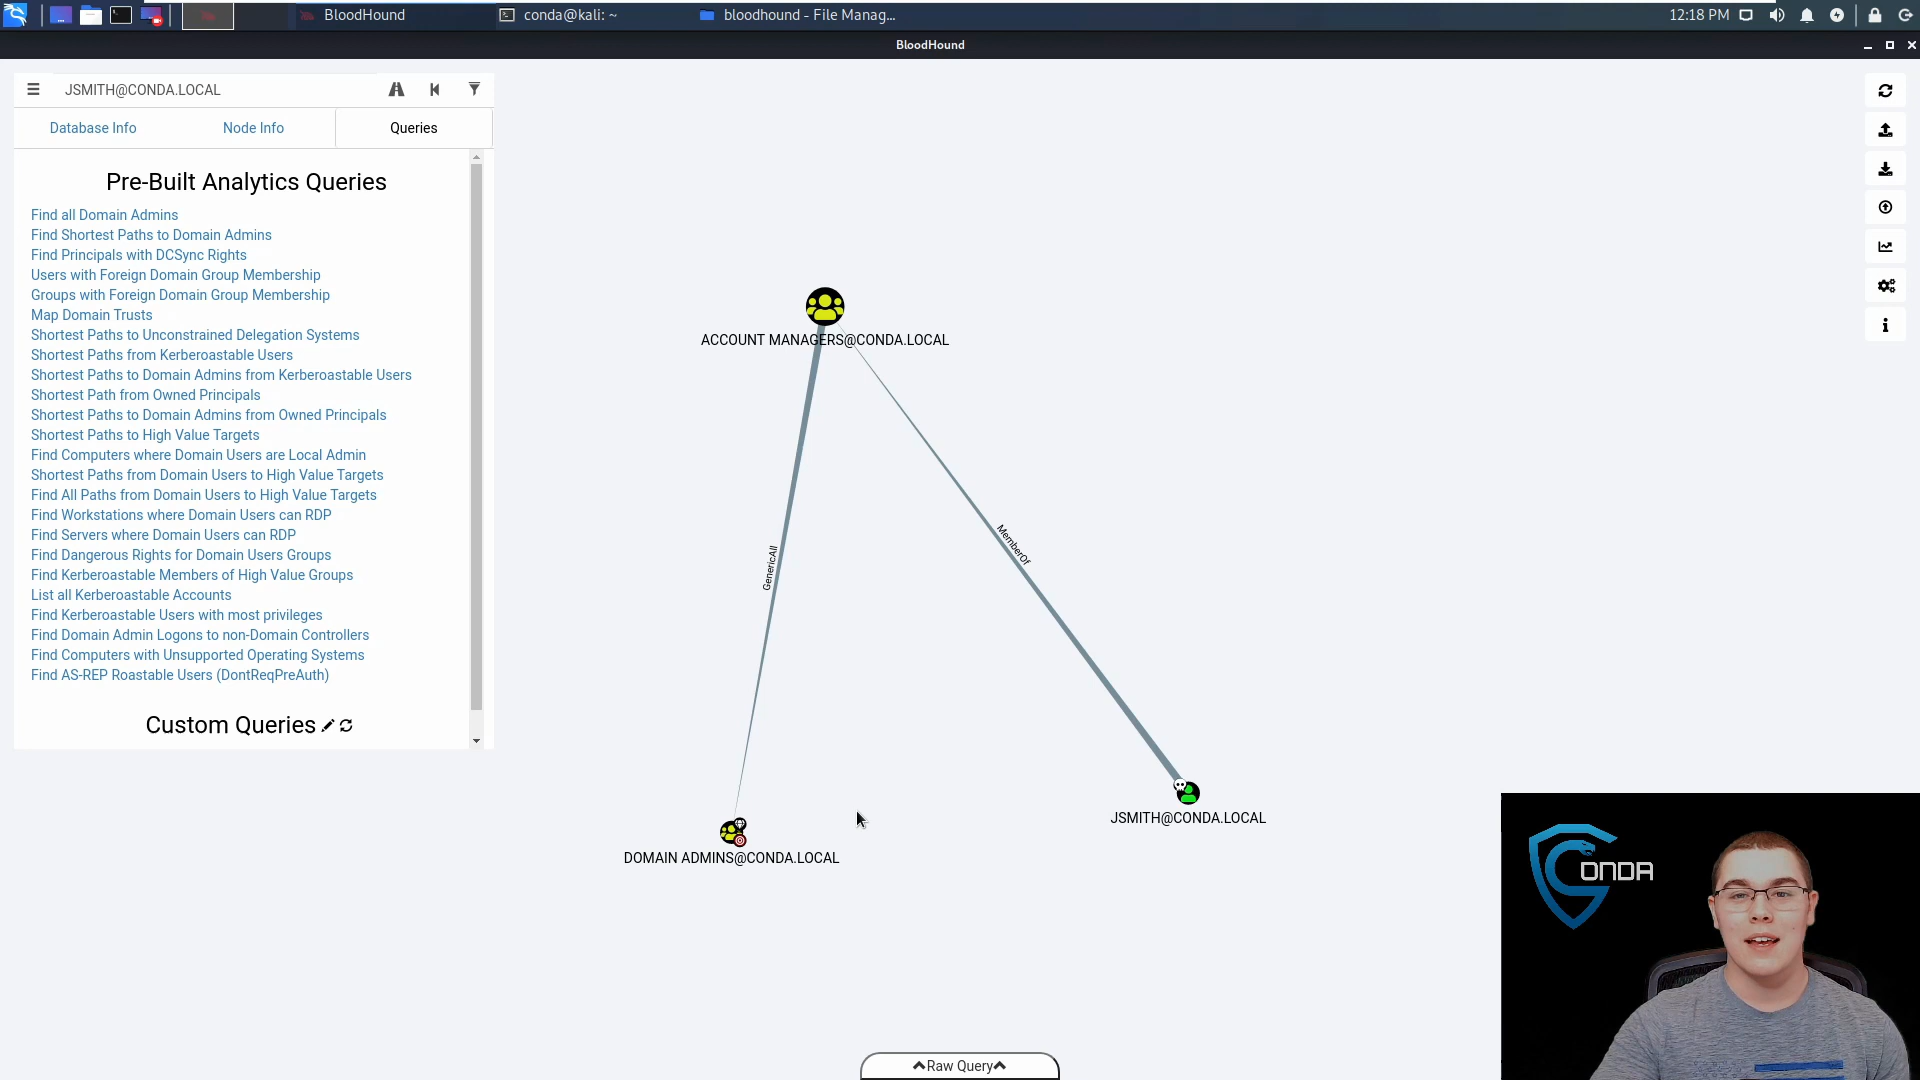 BloodHound
conda@kali: ~
bloodhound - File Manag...
12:18 PM
BloodHound
JSMITH@CONDA.LOCAL
Database Info
Node Info
Queries
Pre-Built Analytics Queries
Find all Domain Admins
Find Shortest Paths to Domain Admins
Find Principals with DCSync Rights
Users with Foreign Domain Group Membership
Groups with Foreign Domain Group Membership
Map Domain Trusts
Shortest Paths to Unconstrained Delegation Systems
Shortest Paths from Kerberoastable Users
Shortest Paths to Domain Admins from Kerberoastable Users
Shortest Path from Owned Principals
Shortest Paths to Domain Admins from Owned Principals
Shortest Paths to High Value Targets
Find Computers where Domain Users are Local Admin
Shortest Paths from Domain Users to High Value Targets
Find All Paths from Domain Users to High Value Targets
Find Workstations where Domain Users can RDP
Find Servers where Domain Users can RDP
Find Dangerous Rights for Domain Users Groups
Find Kerberoastable Members of High Value Groups
List all Kerberoastable Accounts
Find Kerberoastable Users with most privileges
Find Domain Admin Logons to non-Domain Controllers
Find Computers with Unsupported Operating Systems
Find AS-REP Roastable Users (DontReqPreAuth)
Custom Queries
ACCOUNT MANAGERS@CONDA.LOCAL
GenericAll
MemberOf
JSMITH@CONDA.LOCAL
DOMAIN ADMINS@CONDA.LOCAL
CONDA
Raw Query